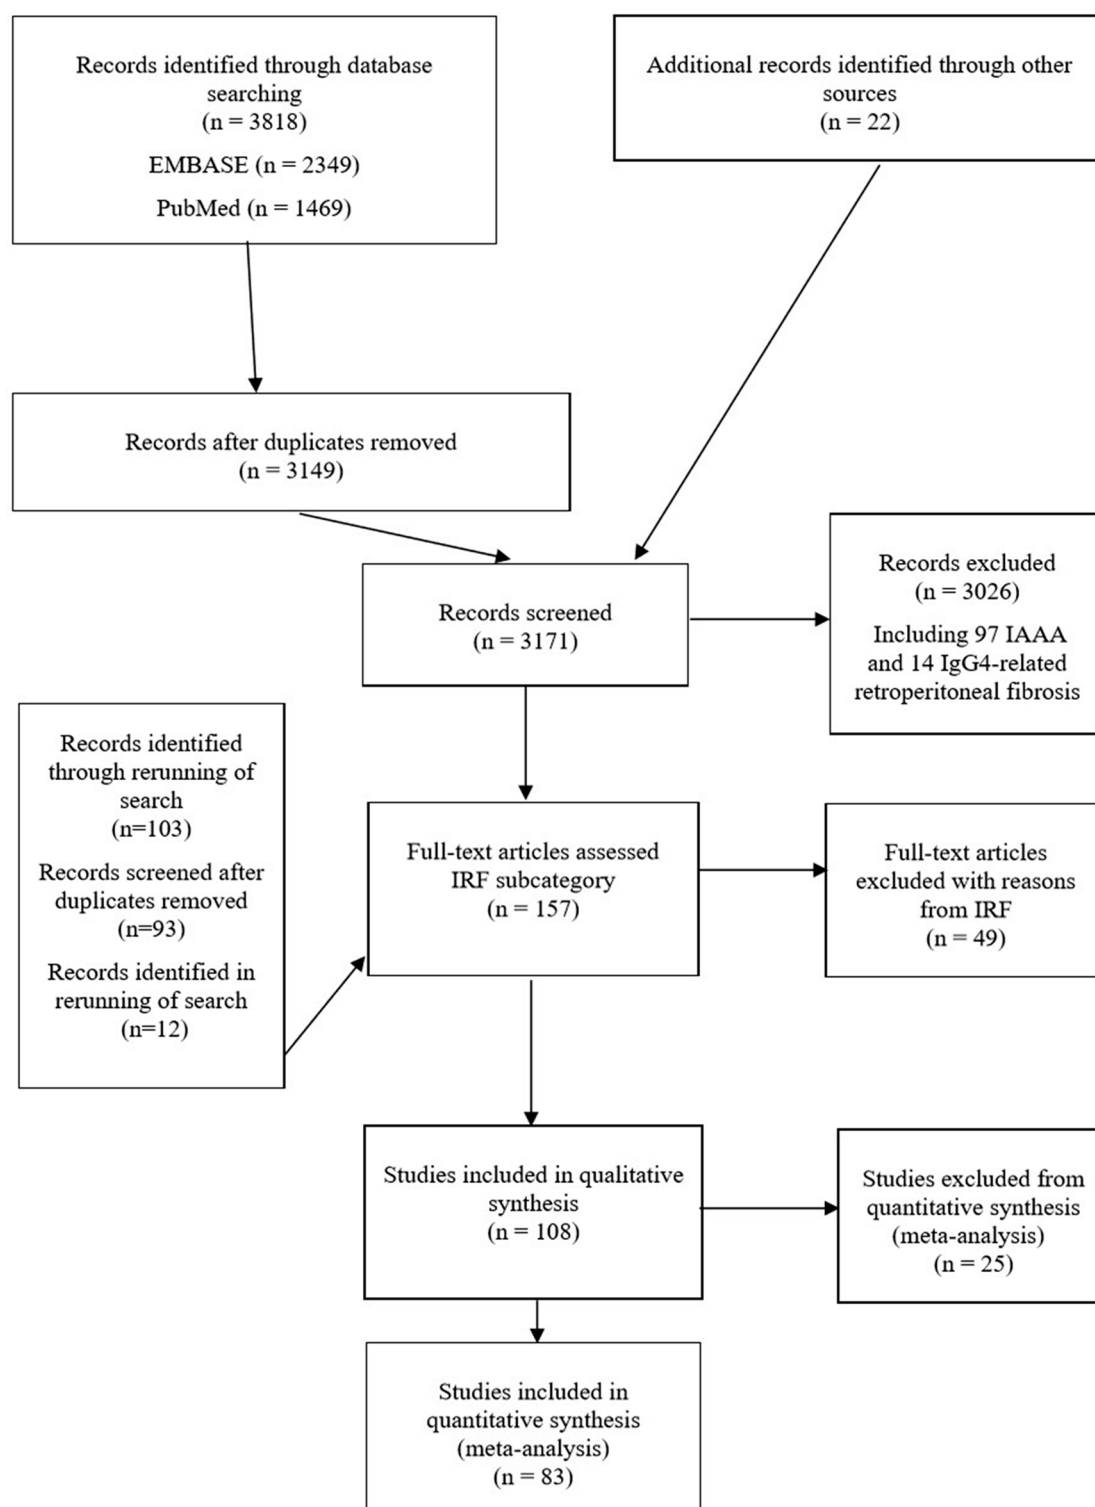 Records identified through database
searching
(n = 3818)
EMBASE (n = 2349)
PubMed (n = 1469)
Additional records identified through other
sources
(n = 22)
Records after duplicates removed
(n = 3149)
Records screened
(n = 3171)
Records excluded
(n = 3026)
Including 97 IAAA
and 14 IgG4-related
retroperitoneal fibrosis
Records identified
through rerunning of
search
(n=103)
Records screened after
duplicates removed
(n=93)
Records identified in
rerunning of search
(n=12)
Full-text articles assessed
IRF subcategory
(n = 157)
Full-text articles
excluded with reasons
from IRF
(n = 49)
Studies included in qualitative
synthesis
(n = 108)
Studies excluded from
quantitative synthesis
(meta-analysis)
(n = 25)
Studies included in
quantitative synthesis
(meta-analysis)
(n = 83)